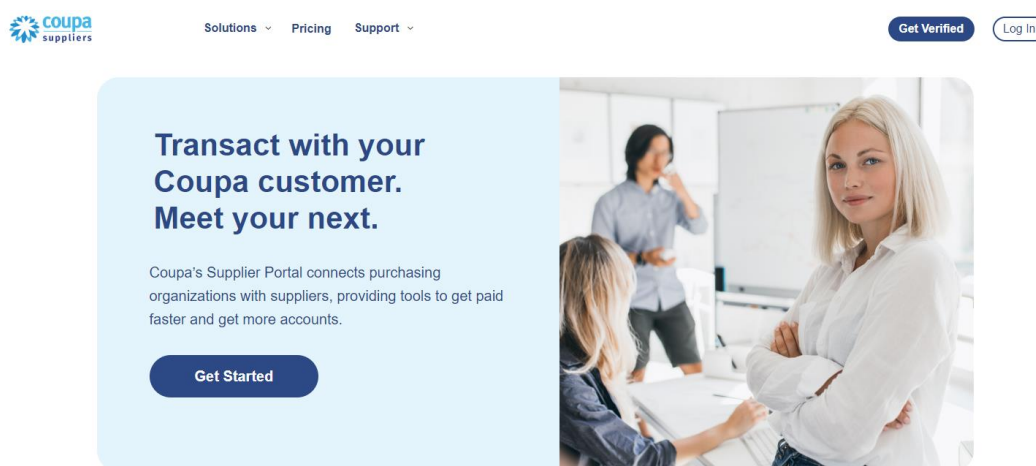 coupa
suppliers
Solutions
Pricing
Support
Get Verified
Log In
Transact with your
Coupa customer.
Meet your next.
Coupa's Supplier Portal connects purchasing
organizations with suppliers, providing tools to get paid
faster and get more accounts.
Get Started